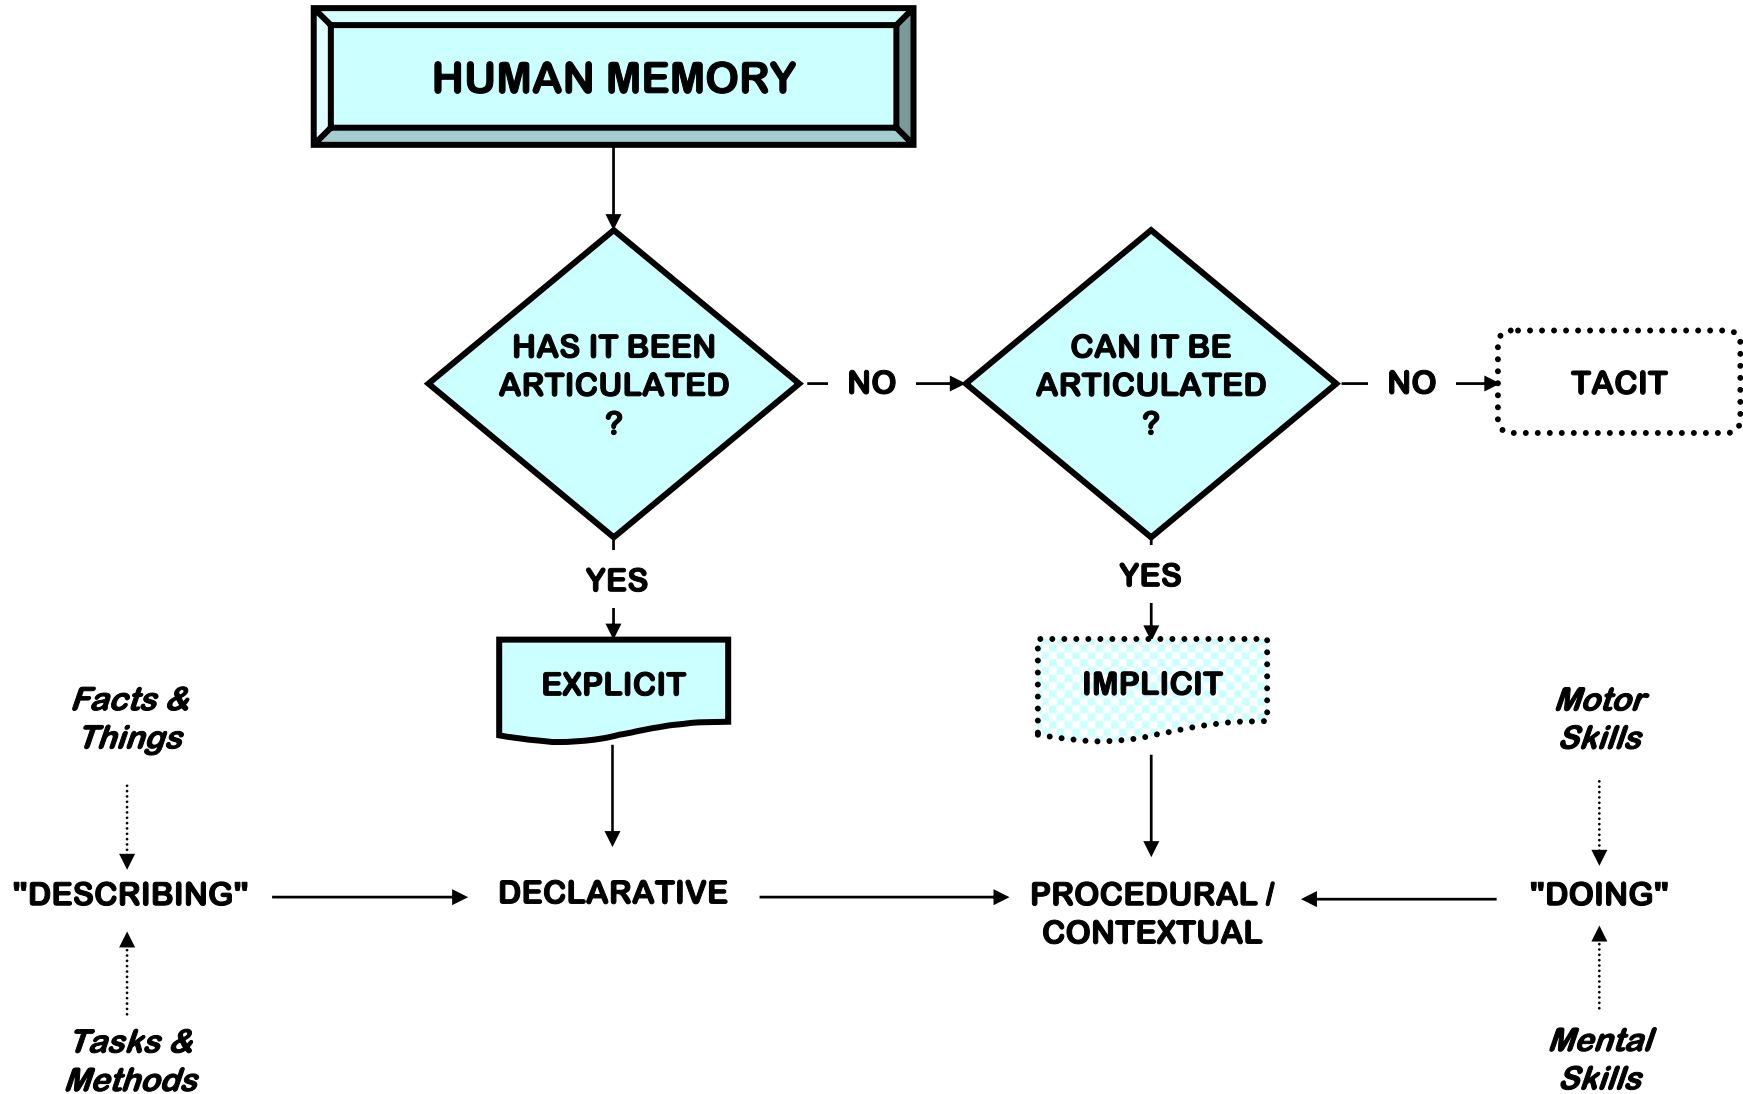 HUMAN MEMORY
HAS IT BEEN
ARTICULATED
?
NO
CAN IT BE
ARTICULATED
?
NO
TACIT
YES
YES
EXPLICIT
IMPLICIT
Facts &
Things
Motor
Skills
"DESCRIBING"
DECLARATIVE
PROCEDURAL /
CONTEXTUAL
"DOING"
Tasks &
Methods
Mental
Skills